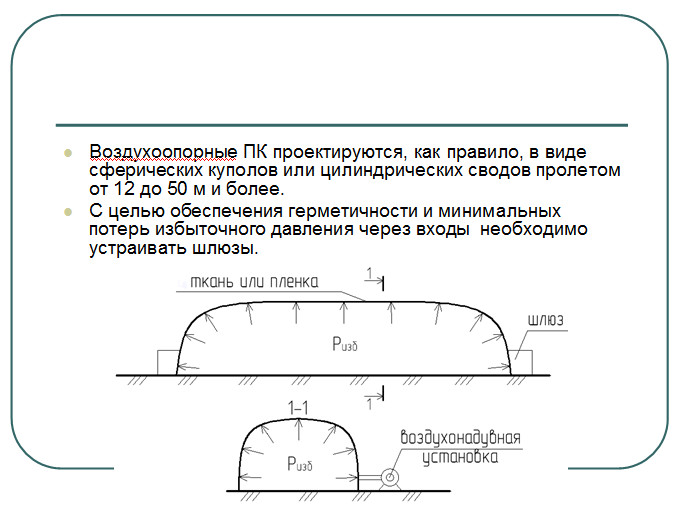 Воздухоопорные ПК проектируются, как правило, в виде
сферических куполов или цилиндрических сводов пролетом
от 12 до 50 м и более.
С целью обеспечения герметичности и минимальных
потерь избыточного давления через входы необходимо
устраивать шлюзы.
1
ткань или пленка
шлюз
Pизб
1
1-1
воздухонадувная
установка
Pизб